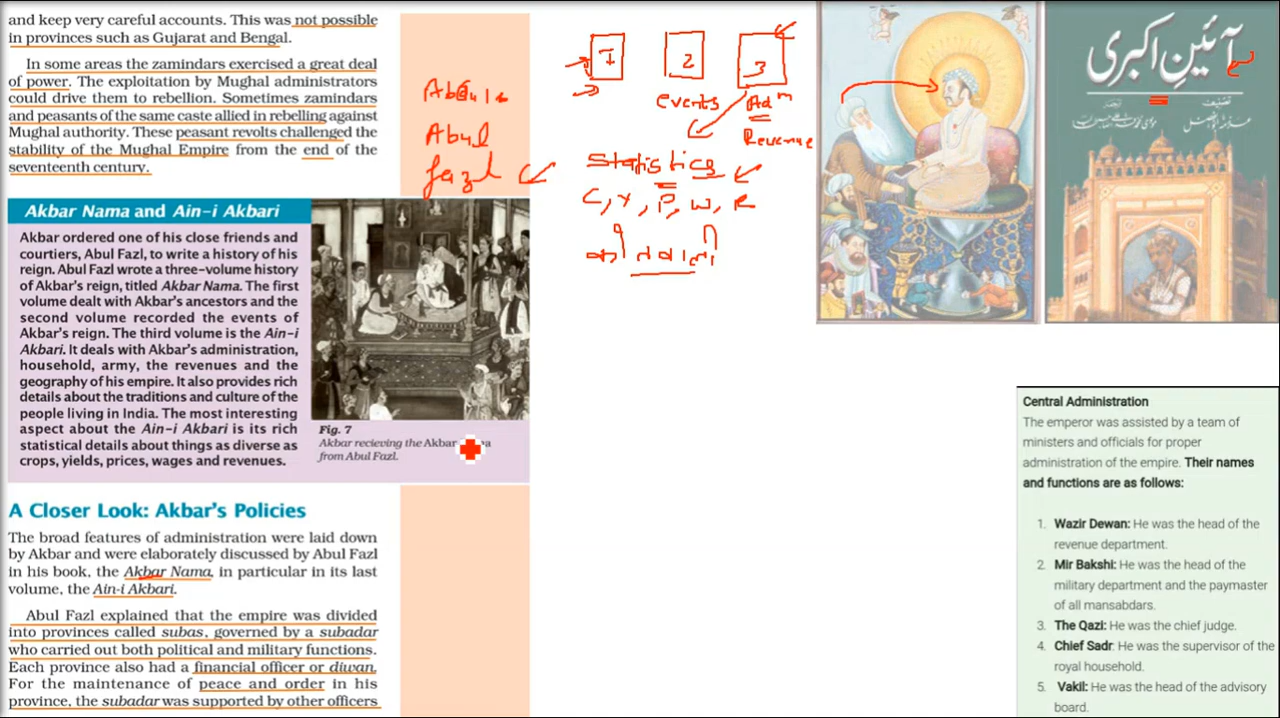 and keep very careful accounts. This was not possible
in provinces such as Gujarat and Bengal.
In some areas the zamindars exercised a great deal
of power. The exploitation by Mughal administrators
could drive them to rebellion. Sometimes zamindars
and peasants of the same caste allied in rebelling against
Mughal authority. These peasant revolts challenged the
stability of the Mughal Empire from the end of the
seventeenth century.
Akbar Nama and Ain-i Akbari
Akbar ordered one of his close friends and
courtiers, Abul Fazl, to write a history of his
reign. Abul Fazl wrote a three-volume history
of Akbar's reign, titled Akbar Nama. The first
volume dealt with Akbar's ancestors and the
second volume recorded the events of
Akbar's reign. The third volume is the Ain-i
Akbari. It deals with Akbar's administration,
household, army, the revenues and the
geography of his empire. It also provides rich
details about the traditions and culture of the
people living in India. The most interesting
aspect about the Ain-i Akbari is its rich
statistical details about things as diverse as
crops, yields, prices, wages and revenues.
Fig. 7
Akbar recieving the Akbar
from Abul Fazl.
A Closer Look: Akbar's Policies
The broad features of administration were laid down
by Akbar and were elaborately discussed by Abul Fazl
in his book, the Akbar Nama, in particular in its last
volume, the Ain-i Akbari.
Abul Fazl explained that the empire was divided
into provinces called subas, governed by a subadar
who carried out both political and military functions.
Each province also had a financial officer or diwan.
For the maintenance of peace and order in his
province, the subadar was supported by other officers
Abul
fazl
1 2 3
events Adm
Revenue
Statistics
C, Y, P, W, R
آئینِ اکبری
Central Administration
The emperor was assisted by a team of
ministers and officials for proper
administration of the empire. Their names
and functions are as follows:
1. Wazir Dewan: He was the head of the
revenue department.
2. Mir Bakshi: He was the head of the
military department and the paymaster
of all mansabdars.
3. The Qazi: He was the chief judge.
4. Chief Sadr: He was the supervisor of the
royal household.
5. Vakil: He was the head of the advisory
board.